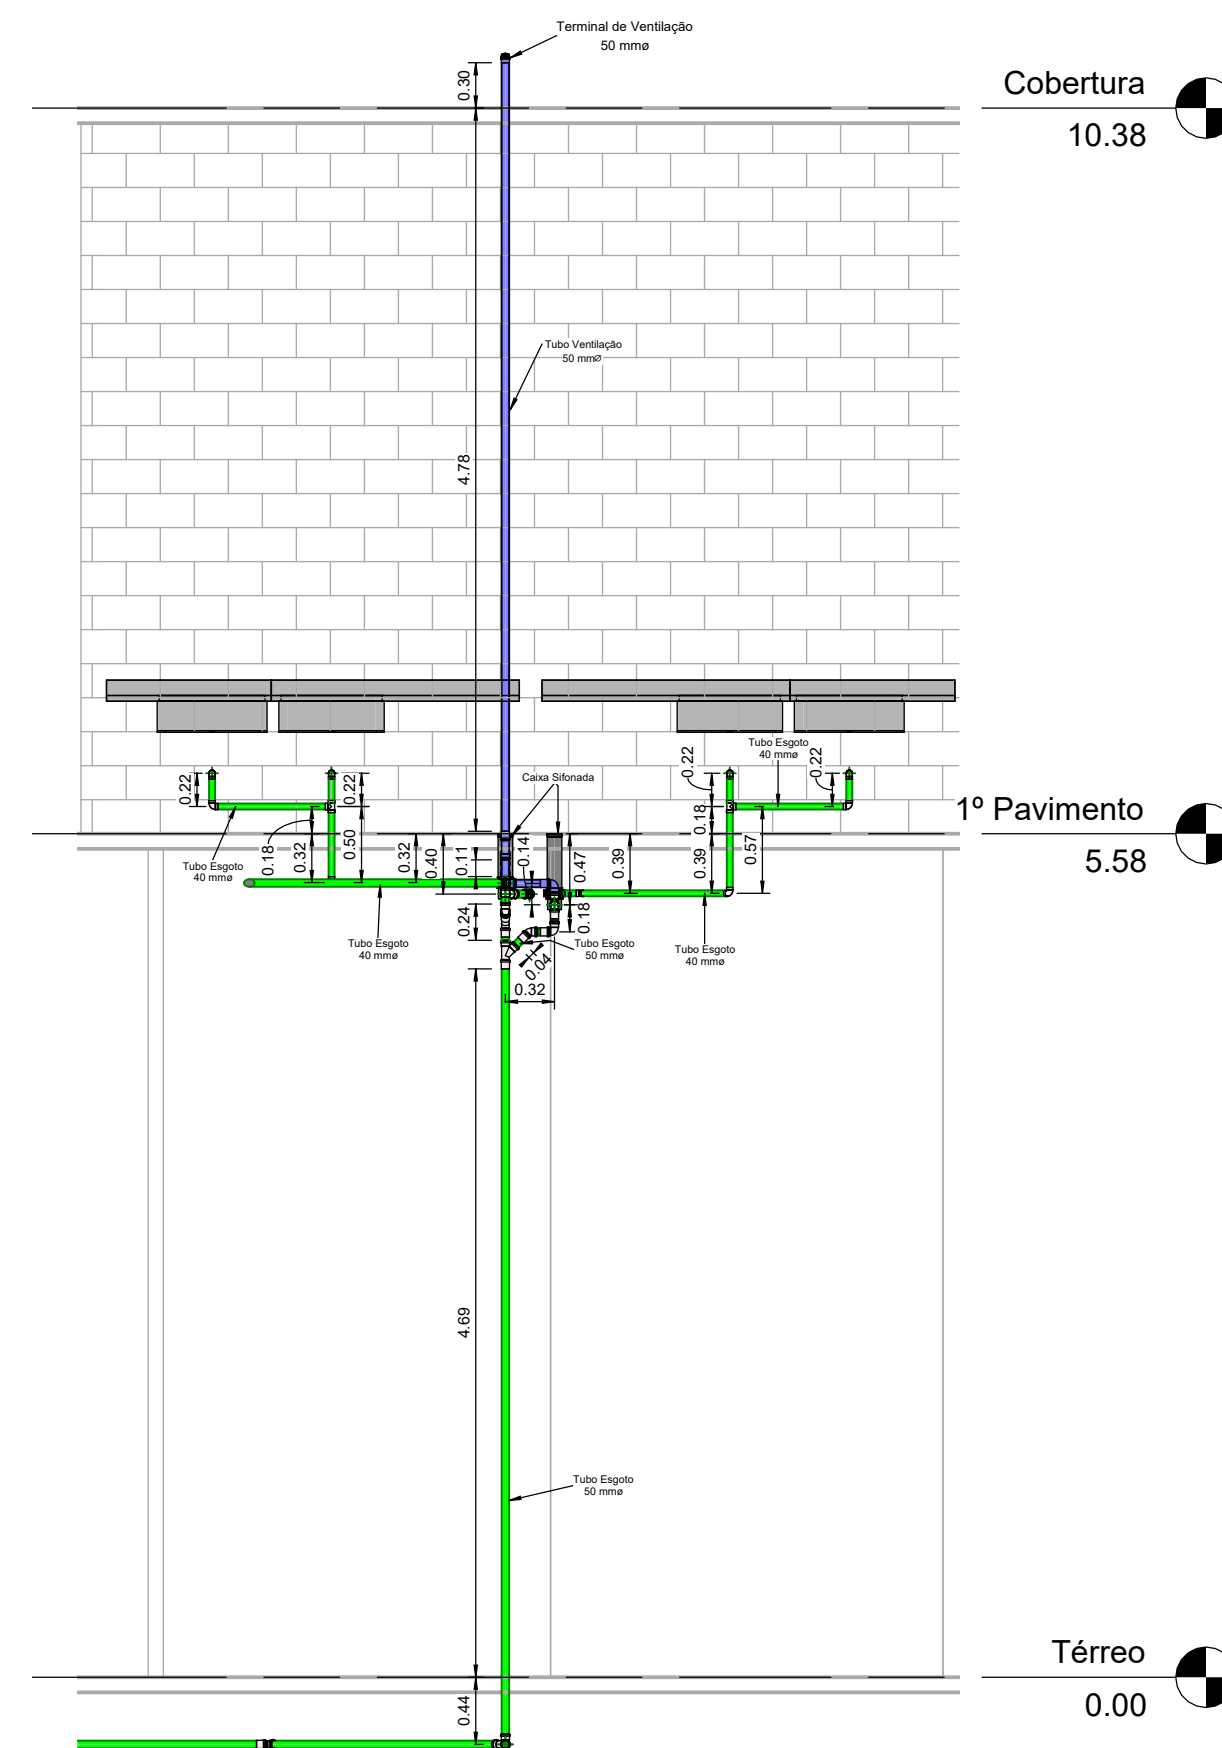 Terminal de Ventilação
50 mmø
0.30
Cobertura
10.38
Tubo Ventilação
50 mmØ
4.78
Tubo Esgoto
40 mmø
0.22
0.22
0.22
0.22
Caixa Sifonada
1º Pavimento
5.58
0.18
0.32
0.50
0.32
0.40
0.11
0.14
0.47
0.39
0.18
0.39
0.57
Tubo Esgoto
40 mmø
0.24
0.18
Tubo Esgoto
40 mmø
Tubo Esgoto
50 mmø
Tubo Esgoto
40 mmø
0.04
0.32
4.69
Tubo Esgoto
50 mmø
Térreo
0.00
0.44